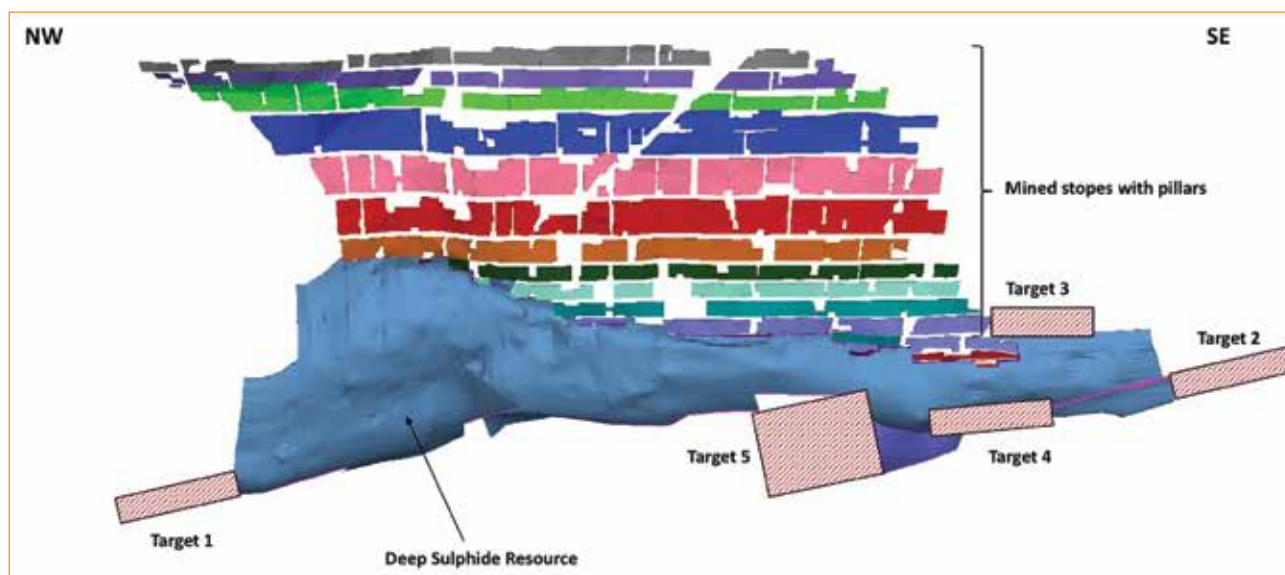 NW
SE
Mined stopes with pillars
Target 3
Target 2
Target 5
Target 4
Target 1
Deep Sulphide Resource